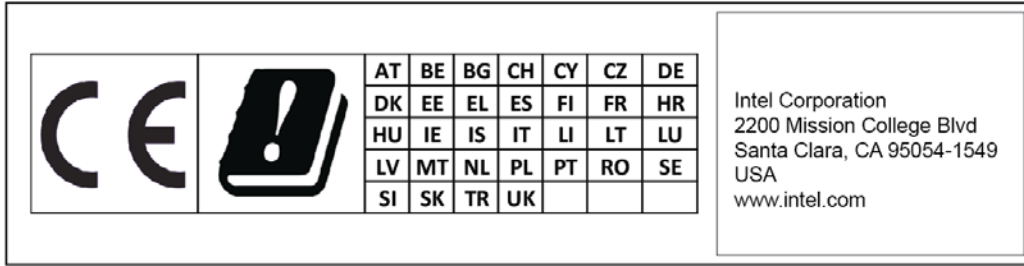 CE
AT BE BG CH CY CZ DE
DK EE EL ES FI FR HR
HU IE IS IT LI LT LU
LV MT NL PL PT RO SE
SI SK TR UK
Intel Corporation
2200 Mission College Blvd
Santa Clara, CA 95054-1549
USA
www.intel.com